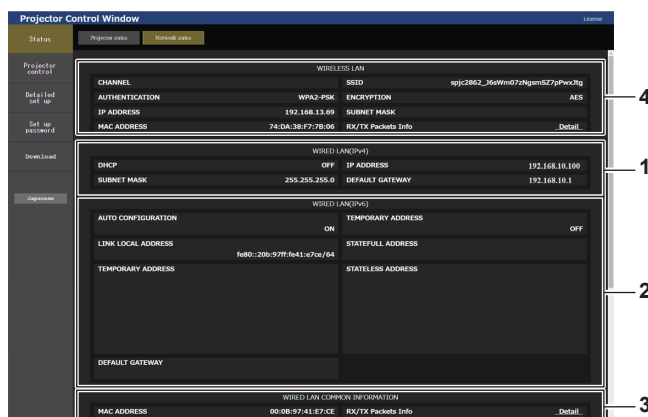 Projector Control Window
License
Status
Projector status
Network status
Projector control
Detailed set up
Set up password
Download
Japanese
WIRELESS LAN
CHANNEL
SSID spjc2862_J6sWm07zNgsmSZ7pPwxJtg
AUTHENTICATION WPA2-PSK
ENCRYPTION AES
IP ADDRESS 192.168.13.69
SUBNET MASK
MAC ADDRESS 74:DA:38:F7:7B:06
RX/TX Packets Info Detail
4
WIRED LAN(IPv4)
DHCP OFF
IP ADDRESS 192.168.10.100
SUBNET MASK 255.255.255.0
DEFAULT GATEWAY 192.168.10.1
1
WIRED LAN(IPv6)
AUTO CONFIGURATION
ON
TEMPORARY ADDRESS
OFF
LINK LOCAL ADDRESS
fe80::20b:97ff:fe41:e7ce/64
STATEFULL ADDRESS
TEMPORARY ADDRESS
STATELESS ADDRESS
2
DEFAULT GATEWAY
WIRED LAN COMMON INFORMATION
MAC ADDRESS 00:0B:97:41:E7:CE
RX/TX Packets Info Detail
3